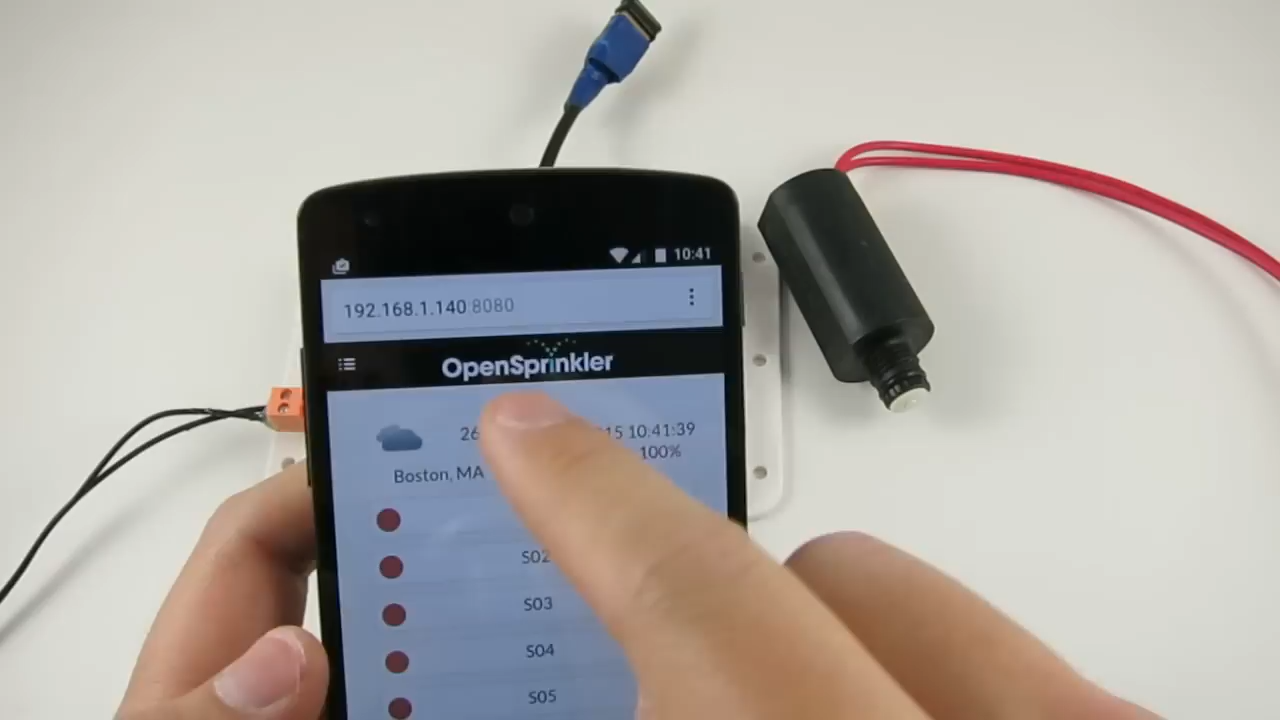 10:41
192.168.1.140:8080
OpenSprinkler
26 15 10:41:39
100%
Boston, MA
S02
S03
S04
S05